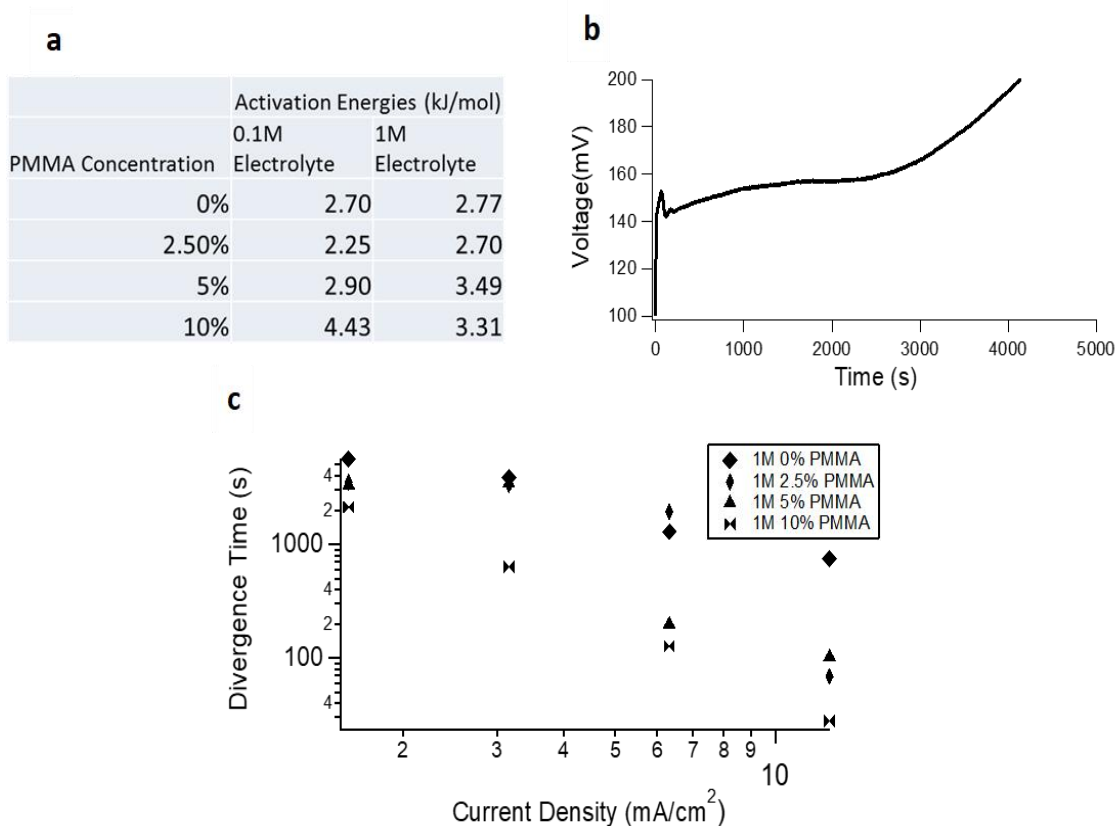 a
Activation Energies (kJ/mol)
PMMA Concentration 0.1M Electrolyte 1M Electrolyte
0% 2.70 2.77
2.50% 2.25 2.70
5% 2.90 3.49
10% 4.43 3.31
b
200
180
160
140
120
100
Voltage(mV)
0 1000 2000 3000 4000 5000
Time (s)
c
1M 0% PMMA
1M 2.5% PMMA
1M 5% PMMA
1M 10% PMMA
4
2
1000
4
2
100
4
Divergence Time (s)
2 3 4 5 6 7 8 9 10
Current Density (mA/cm²)